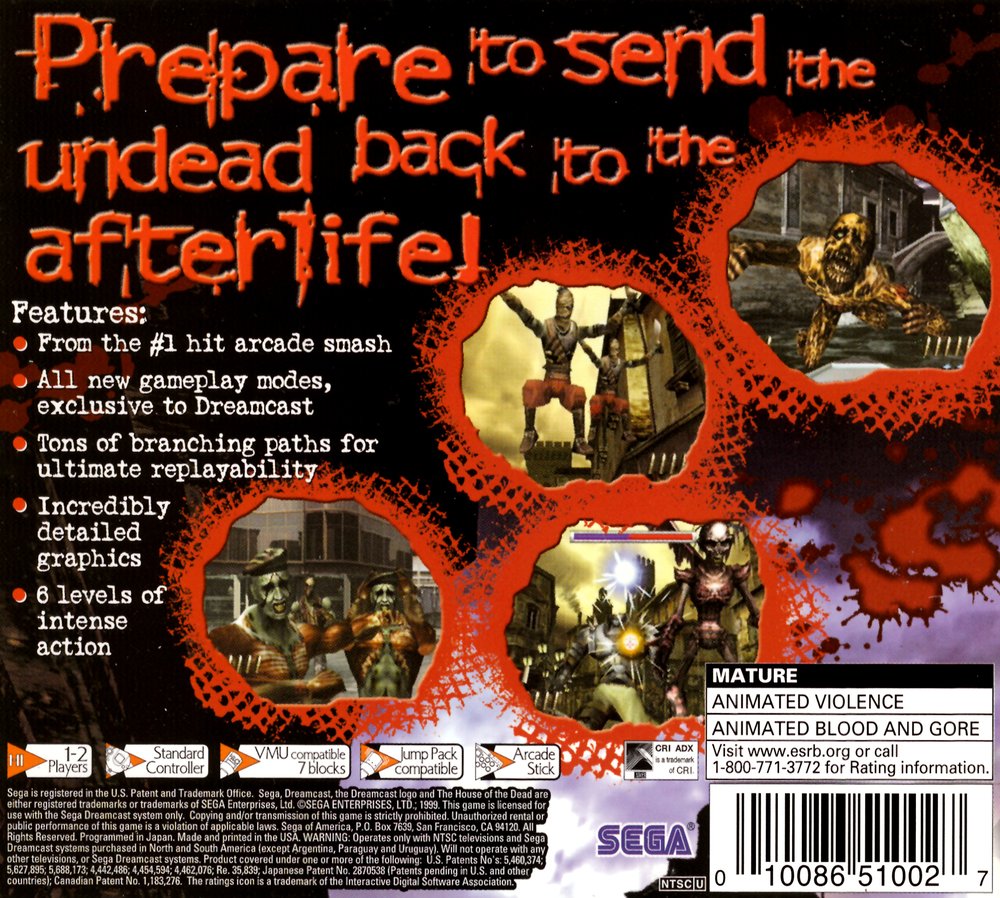 Prepare to send the
undead back to the
afterlife!
Features:
From the #1 hit arcade smash
All new gameplay modes,
exclusive to Dreamcast
Tons of branching paths for
ultimate replayability
Incredibly
detailed
graphics
6 levels of
intense
action
MATURE
ANIMATED VIOLENCE
ANIMATED BLOOD AND GORE
Visit www.esrb.org or call
1-800-771-3772 for Rating information.
1-2
Players
Standard
Controller
VMU compatible
7 blocks
Jump Pack
compatible
Arcade
Stick
CRI ADX
is a trademark
of CRI.
Sega is registered in the U.S. Patent and Trademark Office. Sega, Dreamcast, the Dreamcast logo and The House of the Dead are
either registered trademarks or trademarks of SEGA Enterprises, Ltd. ©SEGA ENTERPRISES, LTD., 1999. This game is licensed for
use with the Sega Dreamcast system only. Copying and/or transmission of this game is strictly prohibited. Unauthorized rental or
public performance of this game is a violation of applicable laws. Sega of America, P.O. Box 7639, San Francisco, CA 94120. All
Rights Reserved. Programmed in Japan. Made and printed in the USA. WARNING: Operates only with NTSC televisions and Sega
Dreamcast systems purchased in North and South America (except Argentina, Paraguay and Uruguay). Will not operate with any
other televisions, or Sega Dreamcast systems. Product covered under one or more of the following: U.S. Patents No's: 5,460,374;
5,627,895; 5,688,173; 4,442,486; 4,454,594; 4,462,076; Re. 35,839; Japanese Patent No. 2870538 (Patents pending in U.S. and other
countries); Canadian Patent No. 1,183,276. The ratings icon is a trademark of the Interactive Digital Software Association.
SEGA®
NTSC U
0 10086 51002 7